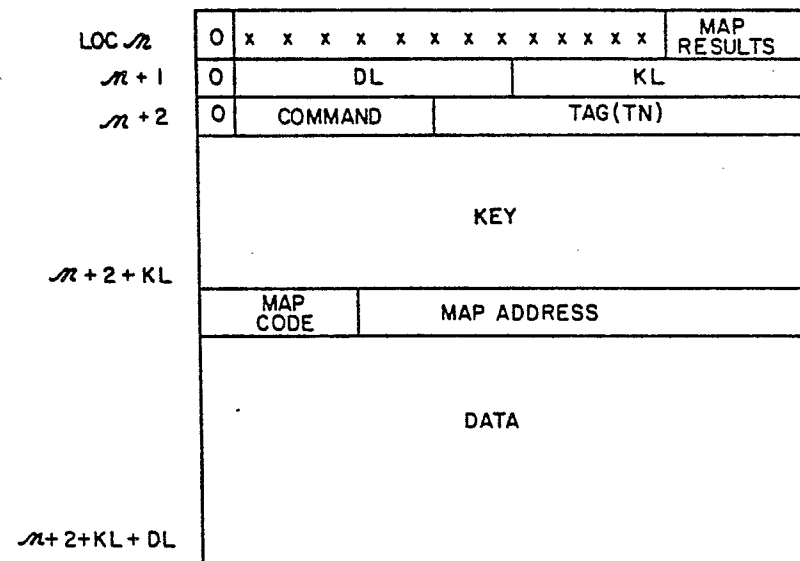 LOC n 0 x x x x x x x x x x x x x MAP RESULTS
n + 1 0 DL KL
n + 2 0 COMMAND TAG(TN)
KEY
n + 2 + KL
MAP CODE MAP ADDRESS
DATA
n+ 2+KL + DL